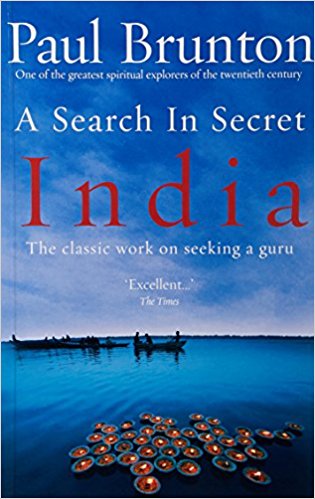 Paul Brunton
One of the greatest spiritual explorers of the twentieth century
A Search In Secret
India
The classic work on seeking a guru
'Excellent...'
The Times